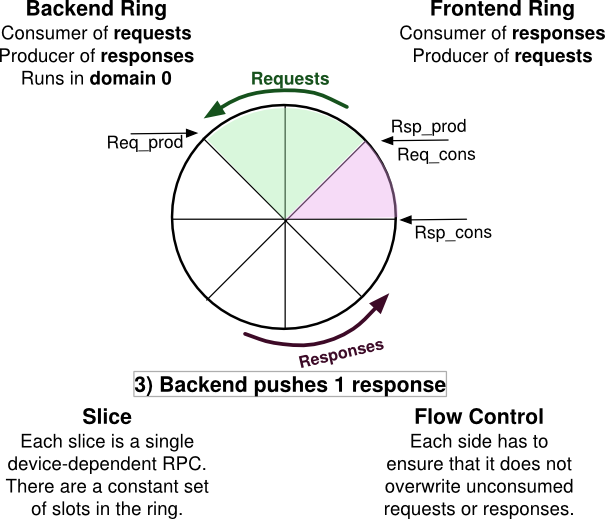 Backend Ring
Consumer of requests
Producer of responses
Runs in domain 0
Frontend Ring
Consumer of responses
Producer of requests
Requests
Req_prod
Rsp_prod
Req_cons
Rsp_cons
Responses
3) Backend pushes 1 response
Slice
Each slice is a single
device-dependent RPC.
There are a constant set
of slots in the ring.
Flow Control
Each side has to
ensure that it does not
overwrite unconsumed
requests or responses.